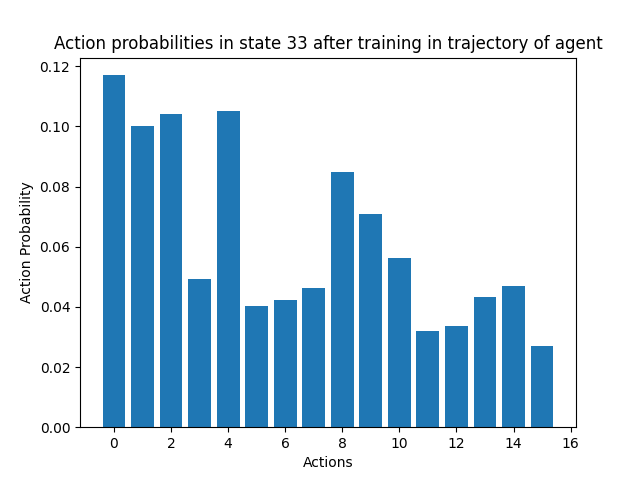 Action probabilities in state 33 after training in trajectory of agent
0.12
0.10
0.08
0.06
0.04
0.02
0.00
Action Probability
0 2 4 6 8 10 12 14 16
Actions